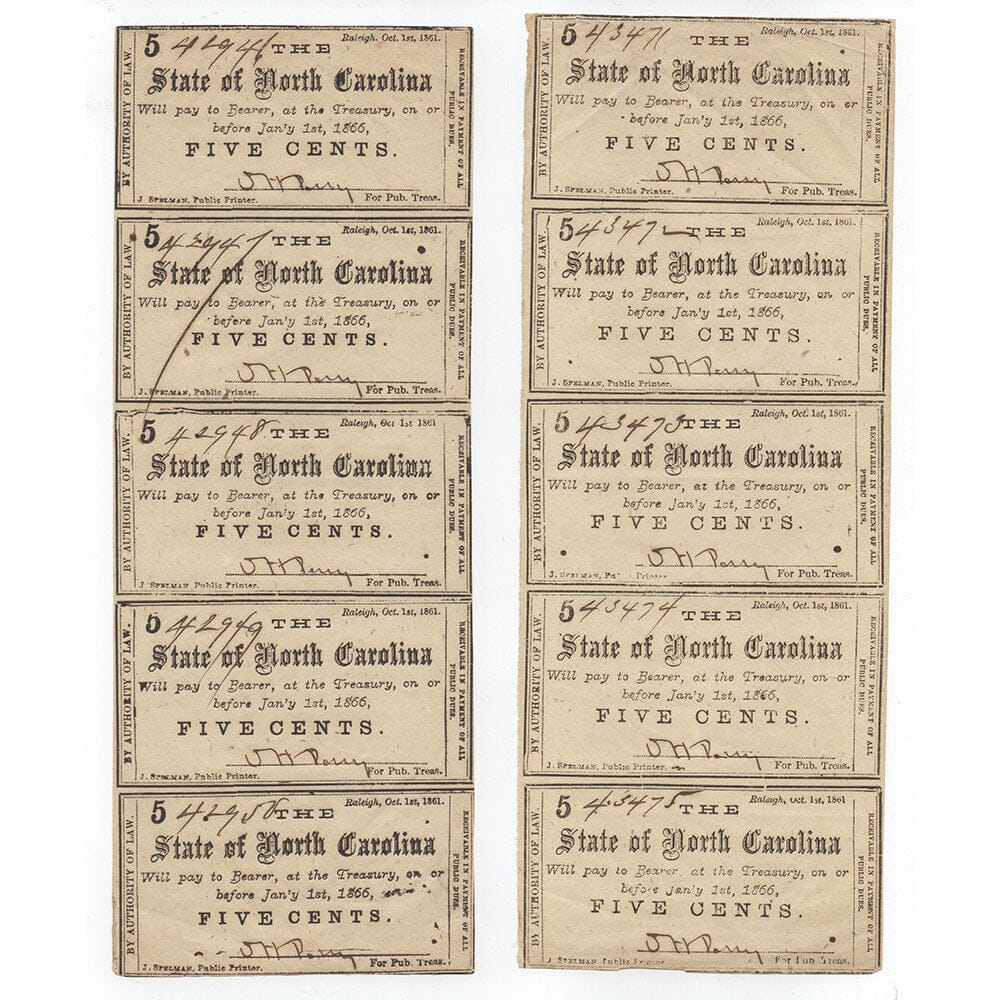 BY AUTHORITY OF LAW.
5 42946 Raleigh, Oct. 1st, 1861.
THE
State of North Carolina
Will pay to Bearer, at the Treasury, on or
before Jan'y 1st, 1866,
FIVE CENTS.
J. SPELMAN, Public Printer. For Pub. Treas.
RECEIVABLE IN PAYMENT OF ALL
PUBLIC DUES.
BY AUTHORITY OF LAW.
5 42947 Raleigh, Oct. 1st, 1861.
THE
State of North Carolina
Will pay to Bearer, at the Treasury, on or
before Jan'y 1st, 1866,
FIVE CENTS.
J. SPELMAN, Public Printer. For Pub. Treas.
RECEIVABLE IN PAYMENT OF ALL
PUBLIC DUES.
BY AUTHORITY OF LAW.
5 42948 Raleigh, Oct 1st 1861
THE
State of North Carolina
Will pay to Bearer, at the Treasury, on or
before Jan'y 1st, 1866,
FIVE CENTS.
J. SPELMAN, Public Printer. For Pub. Treas.
RECEIVABLE IN PAYMENT OF ALL
PUBLIC DUES.
BY AUTHORITY OF LAW.
5 42949 Raleigh, Oct. 1st, 1861.
THE
State of North Carolina
Will pay to Bearer, at the Treasury, on or
before Jan'y 1st, 1866,
FIVE CENTS.
J. SPELMAN, Public Printer. For Pub. Treas.
RECEIVABLE IN PAYMENT OF ALL
PUBLIC DUES.
BY AUTHORITY OF LAW.
5 42950 Raleigh, Oct. 1st, 1861.
THE
State of North Carolina
Will pay to Bearer, at the Treasury, on or
before Jan'y 1st, 1866,
FIVE CENTS.
J. SPELMAN, Public Printer. For Pub. Treas.
RECEIVABLE IN PAYMENT OF ALL
PUBLIC DUES.
BY AUTHORITY OF LAW.
5 43471 Raleigh, Oct. 1st, 1861.
THE
State of North Carolina
Will pay to Bearer, at the Treasury, on or
before Jan'y 1st, 1866,
FIVE CENTS.
J. SPELMAN, Public Printer. For Pub. Treas.
RECEIVABLE IN PAYMENT OF ALL
PUBLIC DUES.
BY AUTHORITY OF LAW.
5 43472 Raleigh, Oct. 1st, 1861.
THE
State of North Carolina
Will pay to Bearer, at the Treasury, on or
before Jan'y 1st, 1866,
FIVE CENTS.
J. SPELMAN, Public Printer. For Pub. Treas.
RECEIVABLE IN PAYMENT OF ALL
PUBLIC DUES.
BY AUTHORITY OF LAW.
5 43473 Raleigh, Oct. 1st, 1861.
THE
State of North Carolina
Will pay to Bearer, at the Treasury, on or
before Jan'y 1st, 1866,
FIVE CENTS.
J. SPELMAN, Printer For Pub. Treas.
RECEIVABLE IN PAYMENT OF ALL
PUBLIC DUES.
BY AUTHORITY OF LAW.
5 43474 Raleigh, Oct. 1st, 1861.
THE
State of North Carolina
Will pay to Bearer, at the Treasury, on or
before Jan'y 1st, 1866,
FIVE CENTS.
J. SPELMAN, Public Printer. For Pub. Treas.
RECEIVABLE IN PAYMENT OF ALL
PUBLIC DUES.
BY AUTHORITY OF LAW.
5 43475 Raleigh, Oct. 1st, 1861
THE
State of North Carolina
Will pay to Bearer, at the Treasury, on or
before Jan'y 1st, 1866,
FIVE CENTS.
J. SPELMAN Public Printer. For Pub Treas.
RECEIVABLE IN PAYMENT OF ALL
PUBLIC DUES.